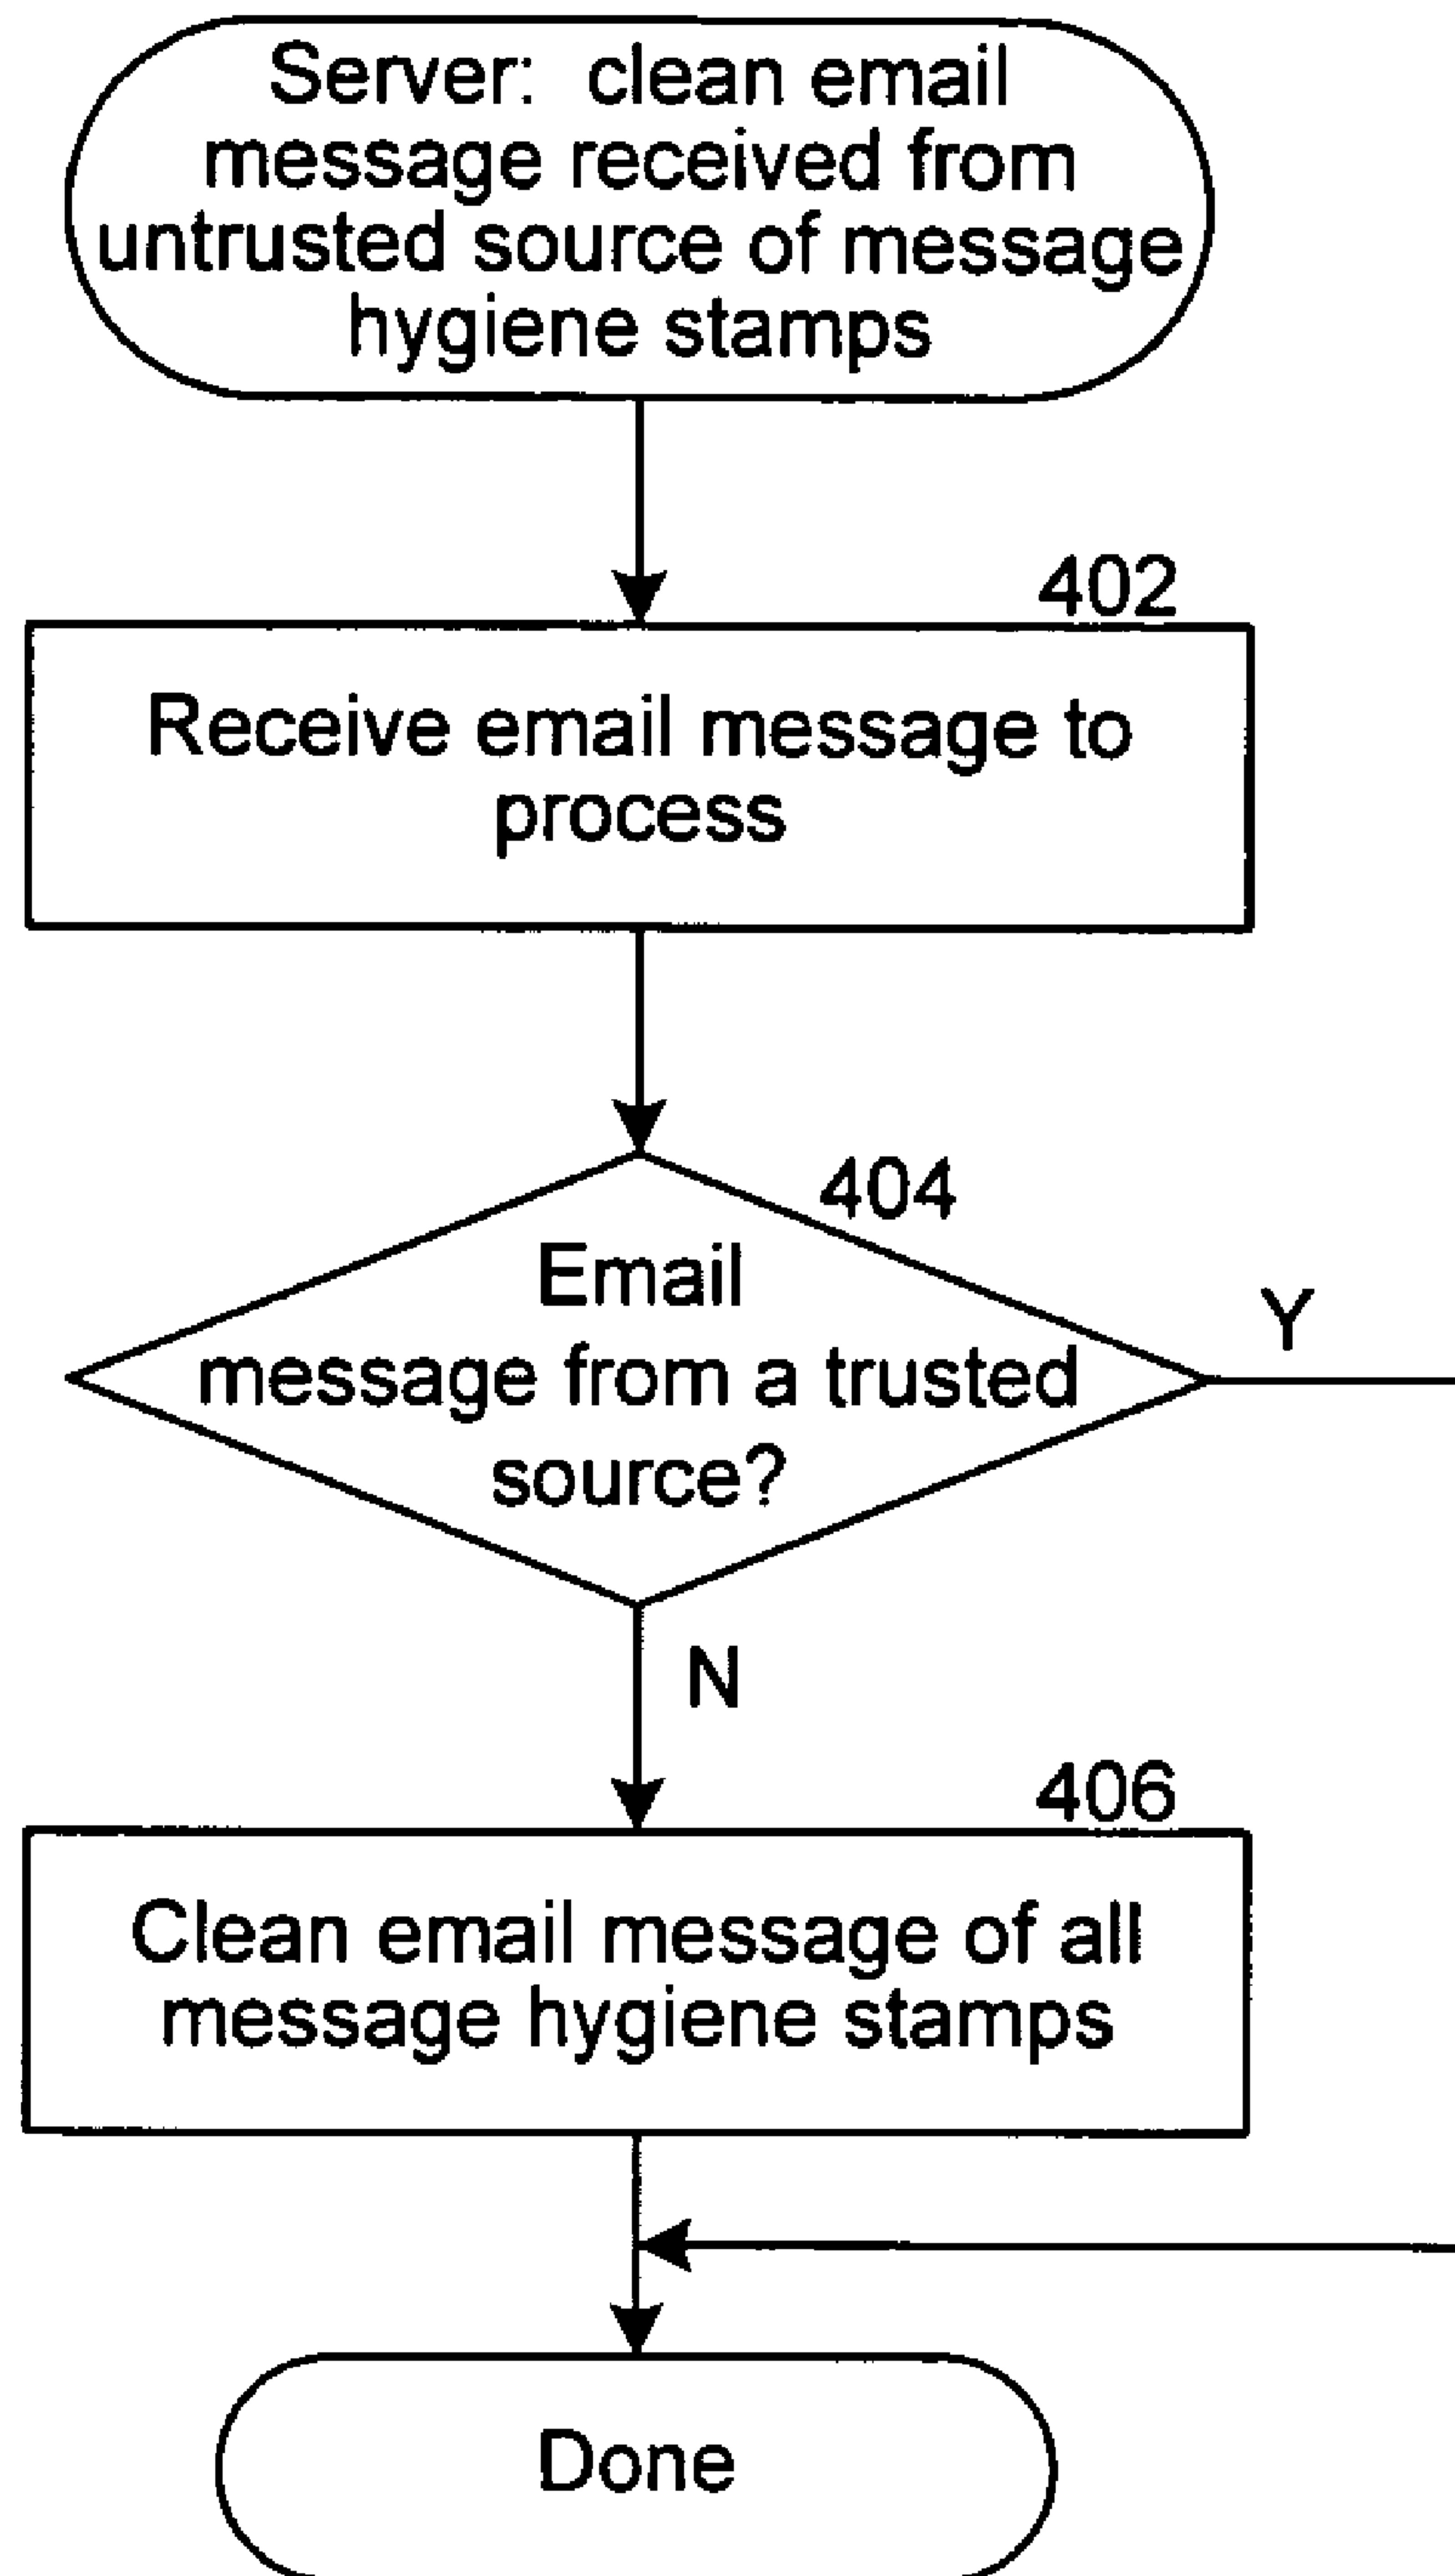 Server: clean email
message received from
untrusted source of message
hygiene stamps
402
Receive email message to
process
404
Email
message from a trusted
source?
Y
N
406
Clean email message of all
message hygiene stamps
Done